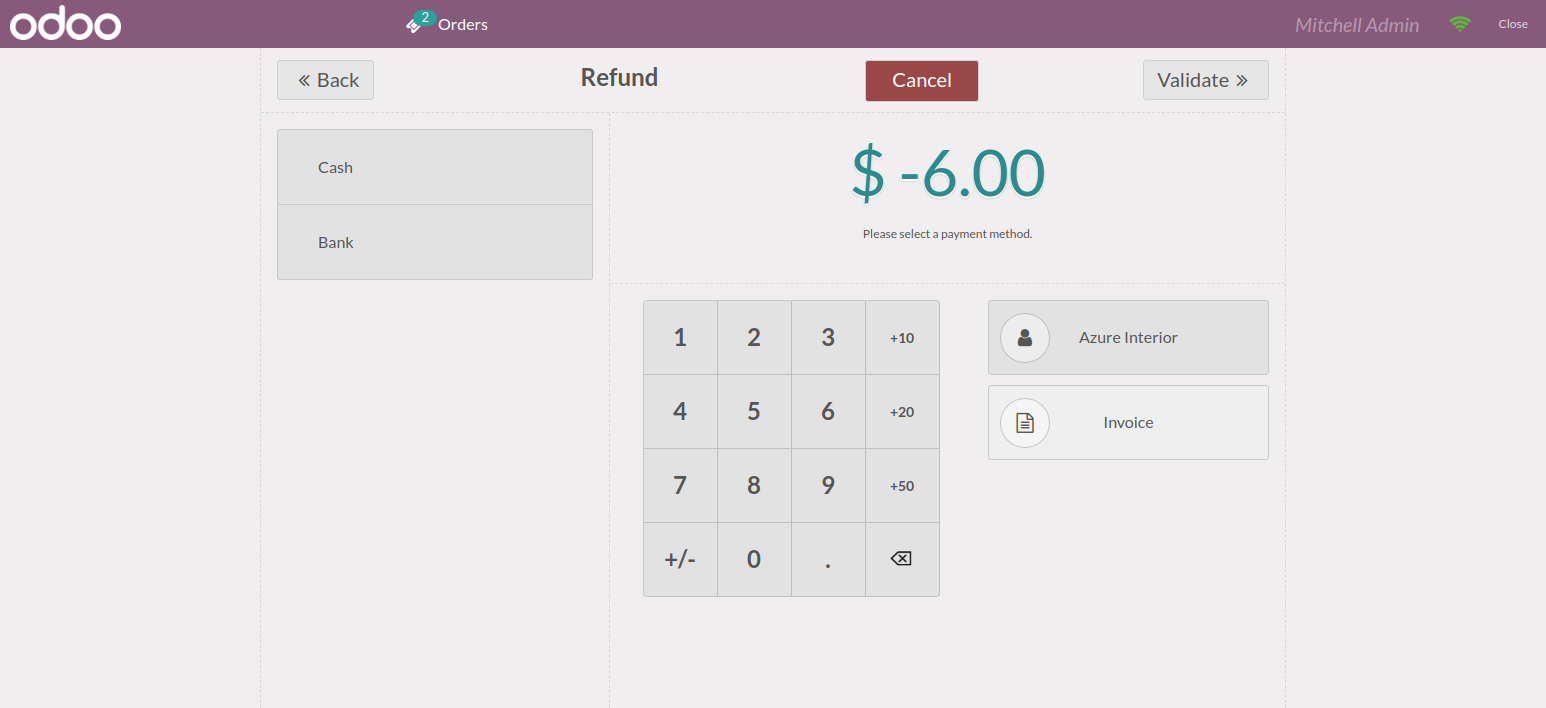 odoo
2 Orders
Mitchell Admin
Close
« Back
Refund
Cancel
Validate »
Cash
Bank
$ -6.00
Please select a payment method.
1 2 3 +10
4 5 6 +20
7 8 9 +50
+/- 0 .
Azure Interior
Invoice